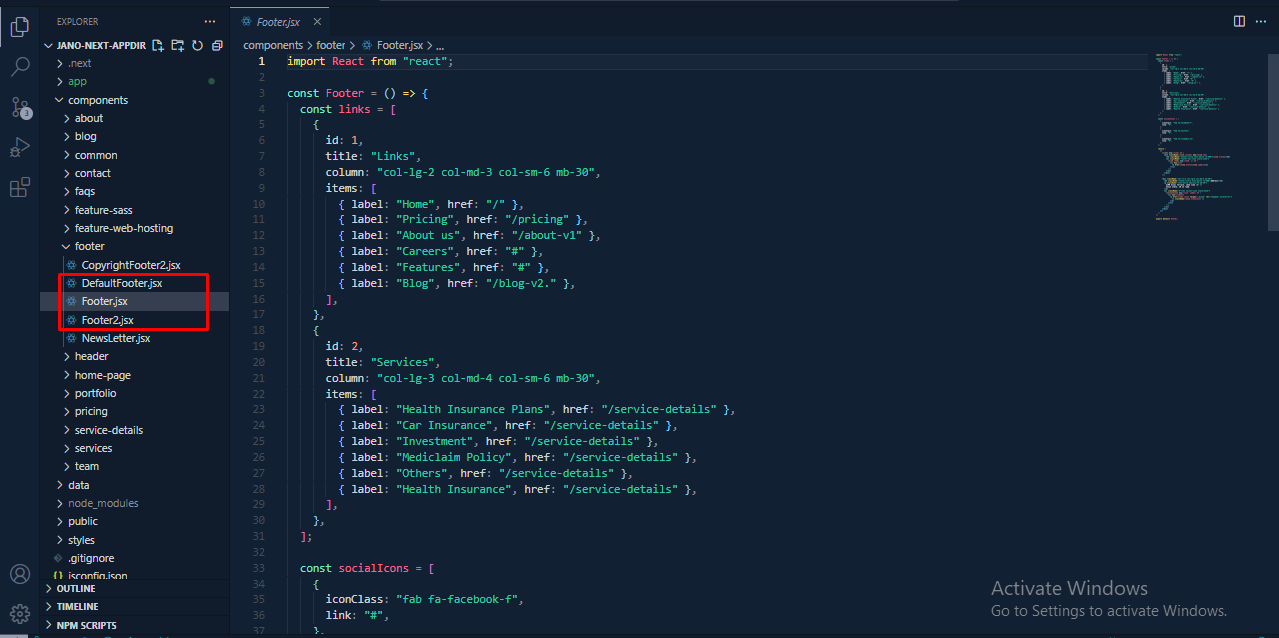 EXPLORER
JANO-NEXT-APPDIR
.next
app
components
about
blog
common
contact
faqs
feature-sass
feature-web-hosting
footer
CopyrightFooter2.jsx
DefaultFooter.jsx
Footer.jsx
Footer2.jsx
NewsLetter.jsx
header
home-page
portfolio
pricing
service-details
services
team
data
node_modules
public
styles
.gitignore
jsconfig.json
OUTLINE
TIMELINE
NPM SCRIPTS
3
Footer.jsx
components > footer > Footer.jsx > ...
1 import React from "react";
2
3 const Footer = () => {
4 const links = [
5 {
6 id: 1,
7 title: "Links",
8 column: "col-lg-2 col-md-3 col-sm-6 mb-30",
9 items: [
10 { label: "Home", href: "/" },
11 { label: "Pricing", href: "/pricing" },
12 { label: "About us", href: "/about-v1" },
13 { label: "Careers", href: "#" },
14 { label: "Features", href: "#" },
15 { label: "Blog", href: "/blog-v2." },
16 ],
17 },
18 {
19 id: 2,
20 title: "Services",
21 column: "col-lg-3 col-md-4 col-sm-6 mb-30",
22 items: [
23 { label: "Health Insurance Plans", href: "/service-details" },
24 { label: "Car Insurance", href: "/service-details" },
25 { label: "Investment", href: "/service-details" },
26 { label: "Mediclaim Policy", href: "/service-details" },
27 { label: "Others", href: "/service-details" },
28 { label: "Health Insurance", href: "/service-details" },
29 ],
30 },
31 ];
32
33 const socialIcons = [
34 {
35 iconClass: "fab fa-facebook-f",
36 link: "#",
37 },
Activate Windows
Go to Settings to activate Windows.